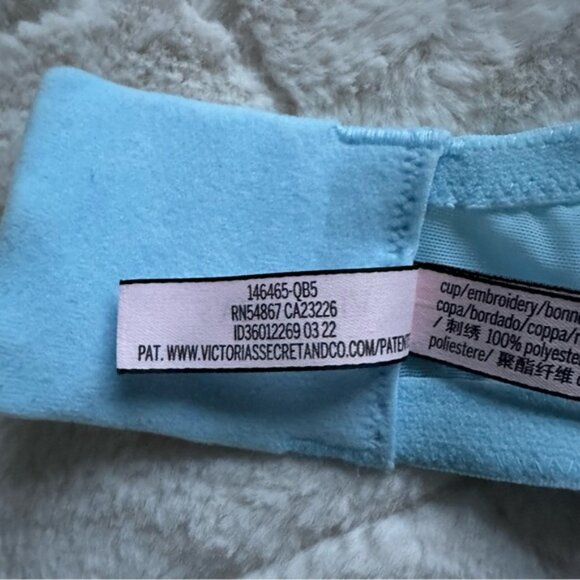 146465-QB5
RN54867 CA23226
ID36012269 03 22
PAT. WWW.VICTORIASSECRETANDCO.COM/PATENT
cup/embroidery/bonne
copa/bordado/coppa/r
/ 刺绣 100% polyester
poliestere/ 聚酯纤维